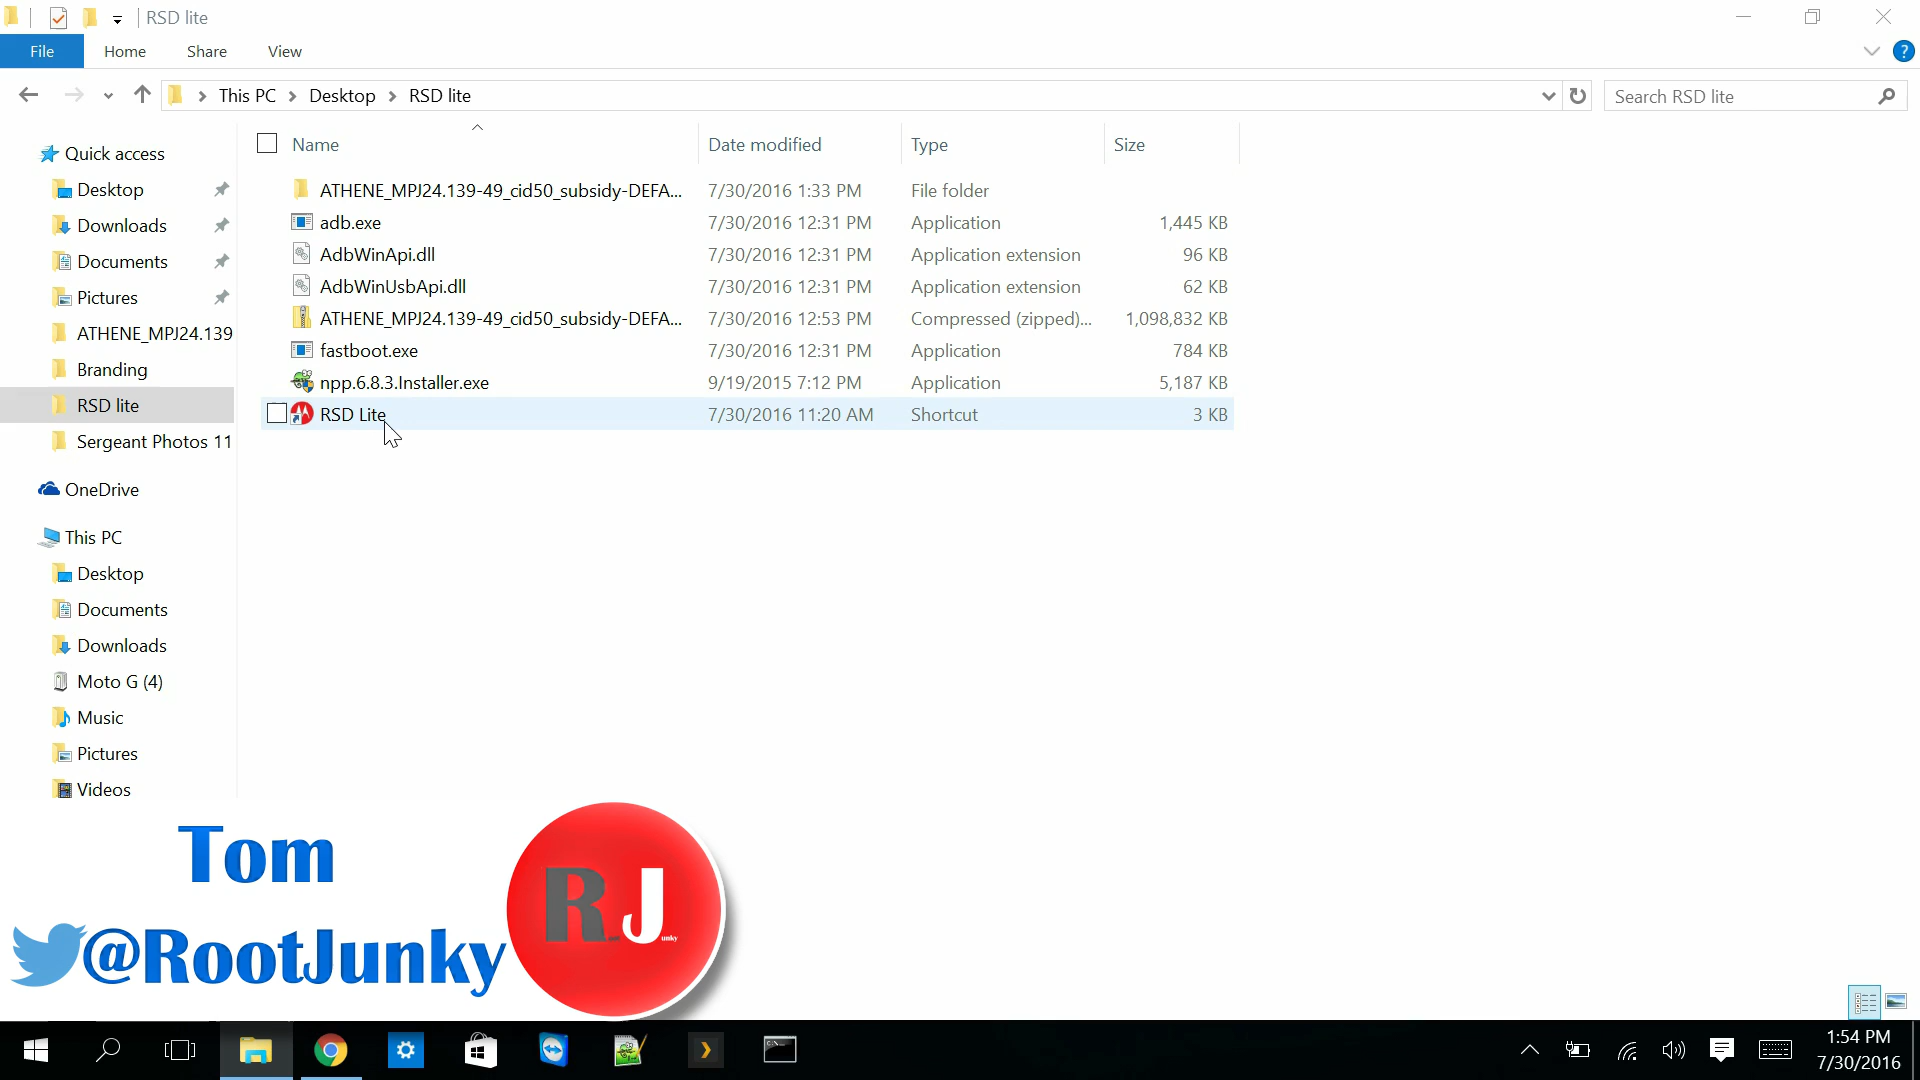 RSD lite
File Home Share View
This PC Desktop RSD lite
Search RSD lite
Name Date modified Type Size
Quick access
Desktop
Downloads
Documents
Pictures
ATHENE_MPJ24.139
Branding
RSD lite
Sergeant Photos 11
OneDrive
This PC
Desktop
Documents
Downloads
Moto G (4)
Music
Pictures
Videos
ATHENE_MPJ24.139-49_cid50_subsidy-DEFA... 7/30/2016 1:33 PM File folder
adb.exe 7/30/2016 12:31 PM Application 1,445 KB
AdbWinApi.dll 7/30/2016 12:31 PM Application extension 96 KB
AdbWinUsbApi.dll 7/30/2016 12:31 PM Application extension 62 KB
ATHENE_MPJ24.139-49_cid50_subsidy-DEFA... 7/30/2016 12:53 PM Compressed (zipped)... 1,098,832 KB
fastboot.exe 7/30/2016 12:31 PM Application 784 KB
npp.6.8.3.Installer.exe 9/19/2015 7:12 PM Application 5,187 KB
RSD Lite 7/30/2016 11:20 AM Shortcut 3 KB
Tom
@RootJunky
R J unky
1:54 PM
7/30/2016